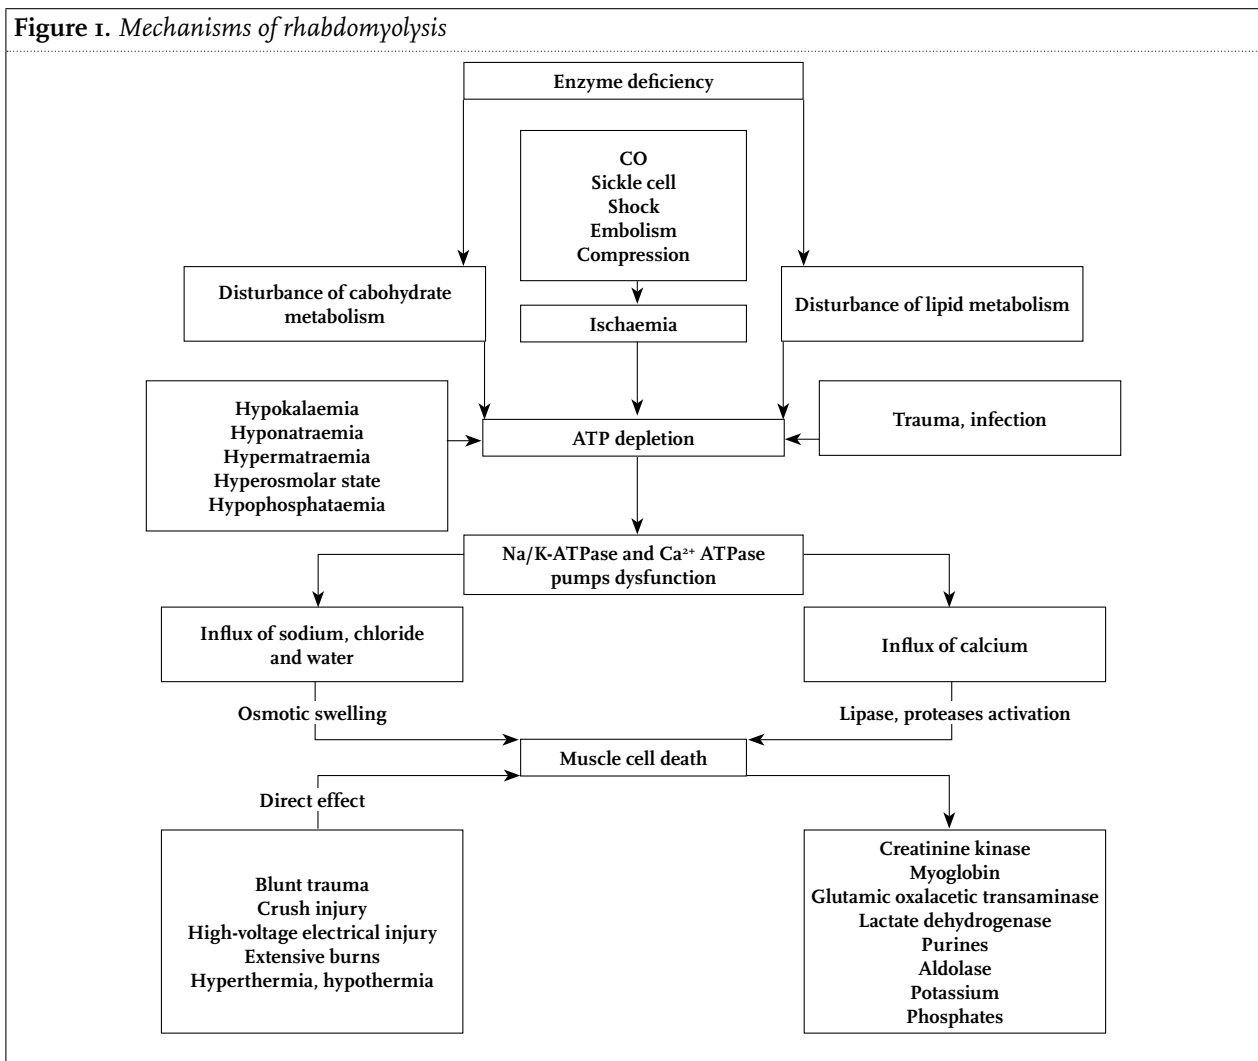 Figure 1. Mechanisms of rhabdomyolysis
Enzyme deficiency
CO
Sickle cell
Shock
Embolism
Compression
Disturbance of cabohydrate
metabolism
Ischaemia
Disturbance of lipid metabolism
Hypokalaemia
Hyponatraemia
Hypermatraemia
Hyperosmolar state
Hypophosphataemia
ATP depletion
Trauma, infection
Na/K-ATPase and Ca²⁺ ATPase
pumps dysfunction
Influx of sodium, chloride
and water
Influx of calcium
Osmotic swelling
Lipase, proteases activation
Muscle cell death
Direct effect
Blunt trauma
Crush injury
High-voltage electrical injury
Extensive burns
Hyperthermia, hypothermia
Creatinine kinase
Myoglobin
Glutamic oxalacetic transaminase
Lactate dehydrogenase
Purines
Aldolase
Potassium
Phosphates